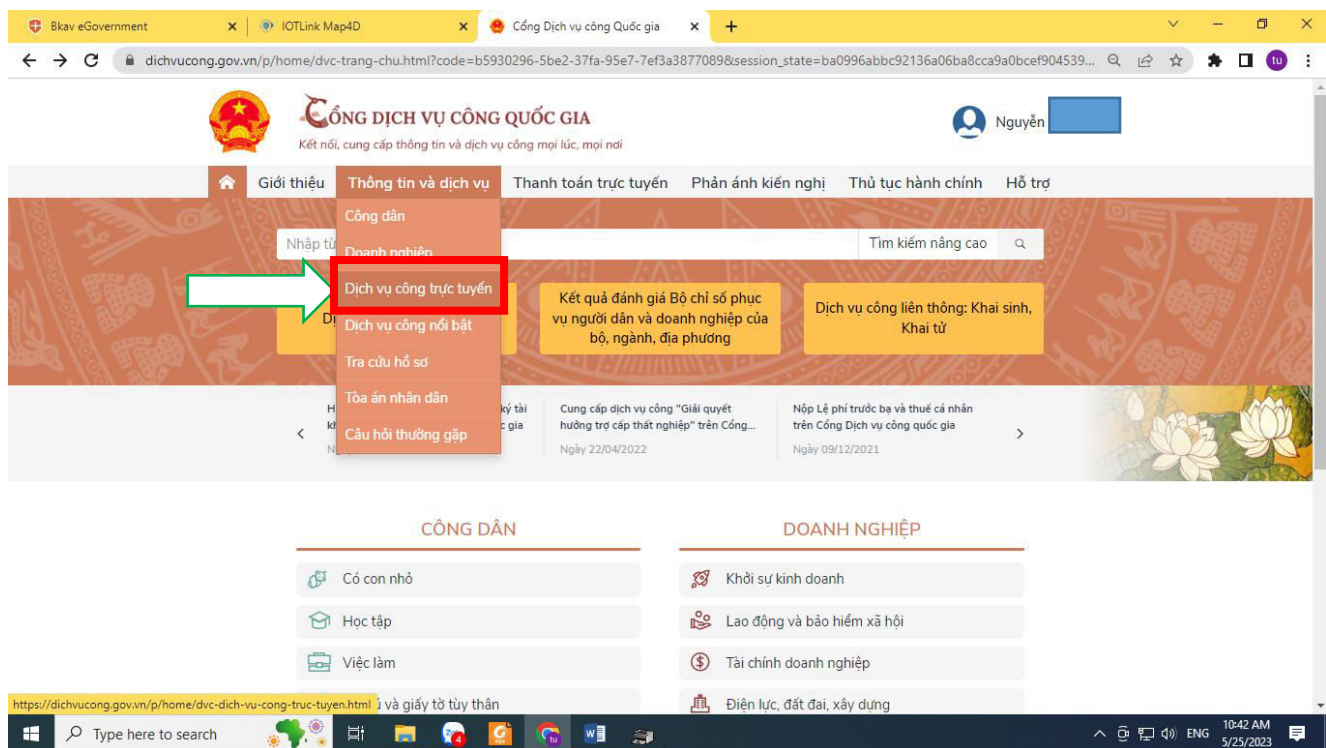 Bkav eGovernment
IOTLink Map4D
Cổng Dịch vụ công Quốc gia
dichvucong.gov.vn/p/home/dvc-trang-chu.html?code=b5930296-5be2-37fa-95e7-7ef3a3877089&session_state=ba0996abbc92136a06ba8cca9a0bcef904539...
tu
CỔNG DỊCH VỤ CÔNG QUỐC GIA
Kết nối, cung cấp thông tin và dịch vụ công mọi lúc, mọi nơi
Nguyễn
Giới thiệu Thông tin và dịch vụ Thanh toán trực tuyến Phản ánh kiến nghị Thủ tục hành chính Hỗ trợ
Công dân
Nhập từ
Tìm kiếm nâng cao
Doanh nghiệp
Dịch vụ công trực tuyến
Dịch vụ công nổi bật
Tra cứu hồ sơ
Tòa án nhân dân
Câu hỏi thường gặp
Kết quả đánh giá Bộ chỉ số phục
vụ người dân và doanh nghiệp của
bộ, ngành, địa phương
Dịch vụ công liên thông: Khai sinh,
Khai tử
ký tài
gia
Cung cấp dịch vụ công "Giải quyết
hưởng trợ cấp thất nghiệp" trên Cổng...
Ngày 22/04/2022
Nộp Lệ phí trước bạ và thuế cá nhân
trên Cổng Dịch vụ công quốc gia
Ngày 09/12/2021
CÔNG DÂN
Có con nhỏ
Học tập
Việc làm
và giấy tờ tùy thân
DOANH NGHIỆP
Khởi sự kinh doanh
Lao động và bảo hiểm xã hội
Tài chính doanh nghiệp
Điện lực, đất đai, xây dựng
https://dichvucong.gov.vn/p/home/dvc-dich-vu-cong-truc-tuyen.html
Type here to search
ENG
10:42 AM
5/25/2023